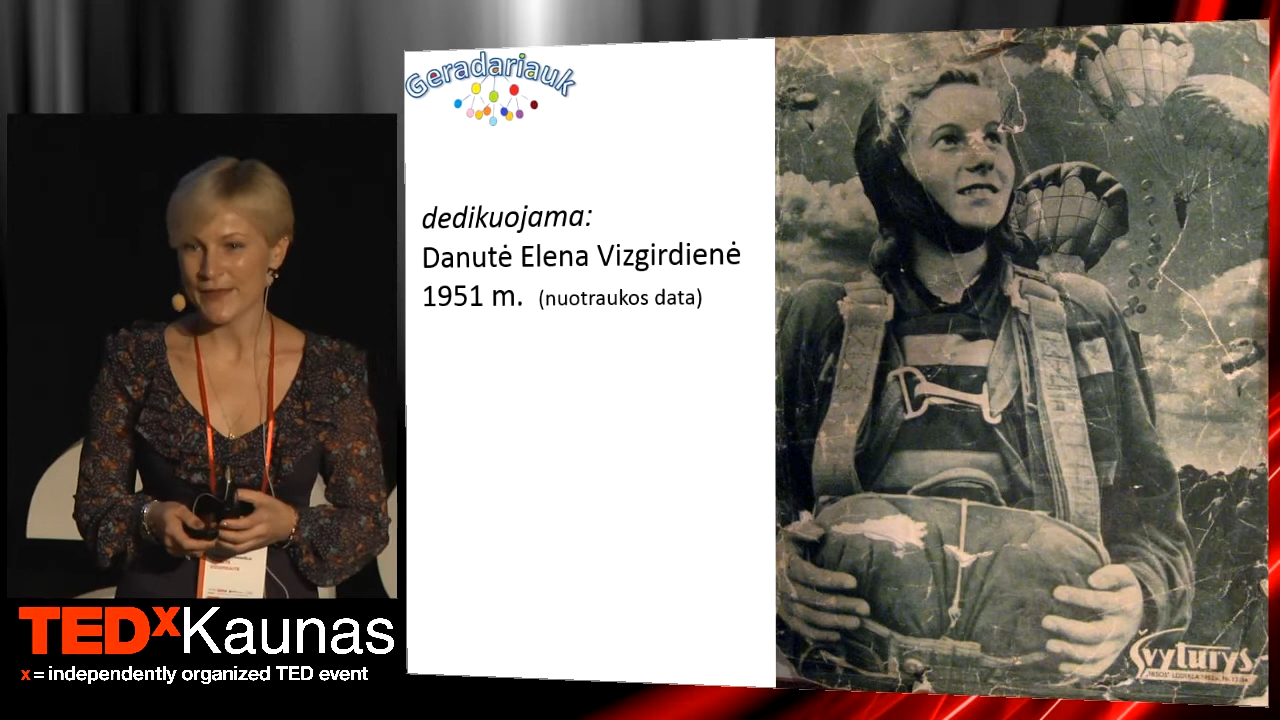 Geradariauk
dedikuojama:
Danutė Elena Vizgirdienė
1951 m. (nuotraukos data)
Švyturys
TEDxKaunas
x = independently organized TED event